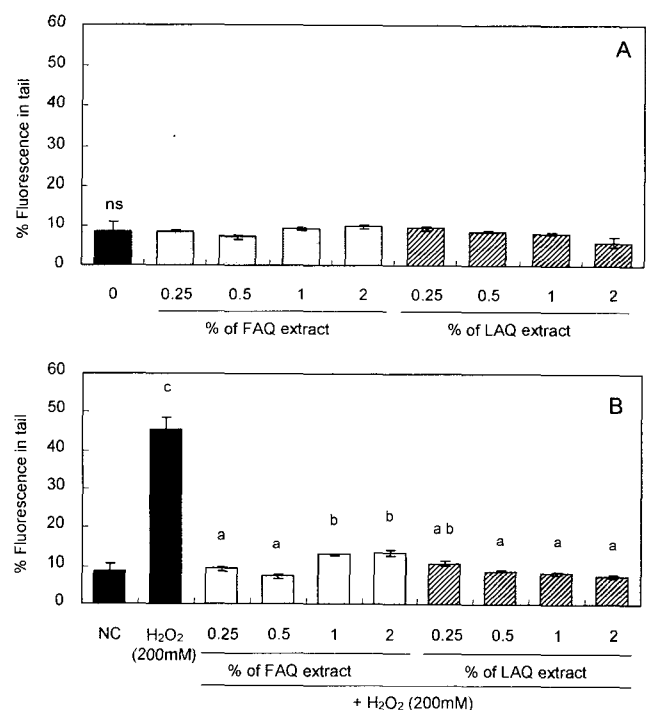 60
A
50
40
30
20
10
0
% Fluorescence in tail
ns
0 0.25 0.5 1 2 0.25 0.5 1 2
% of FAQ extract % of LAQ extract
60
B
50
40
30
20
10
0
% Fluorescence in tail
c
a a b b a b a a a
NC H₂O₂ 0.25 0.5 1 2 0.25 0.5 1 2
(200mM)
% of FAQ extract % of LAQ extract
+ H₂O₂ (200mM)